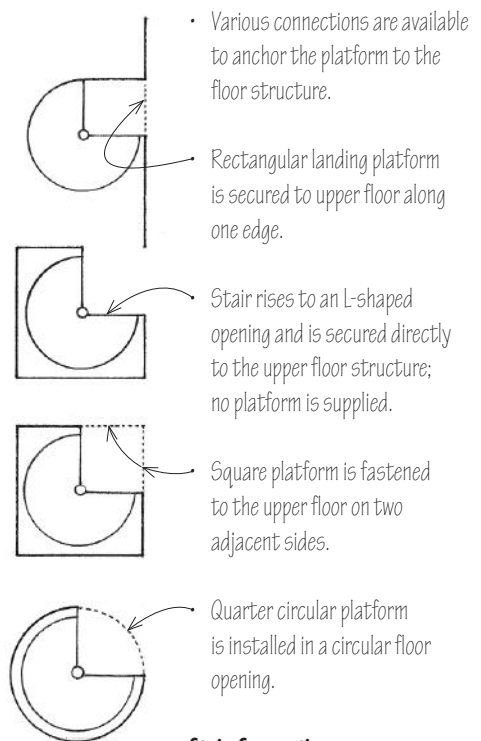 • Various connections are available
to anchor the platform to the
floor structure.
• Rectangular landing platform
is secured to upper floor along
one edge.
• Stair rises to an L-shaped
opening and is secured directly
to the upper floor structure;
no platform is supplied.
• Square platform is fastened
to the upper floor on two
adjacent sides.
• Quarter circular platform
is installed in a circular floor
opening.